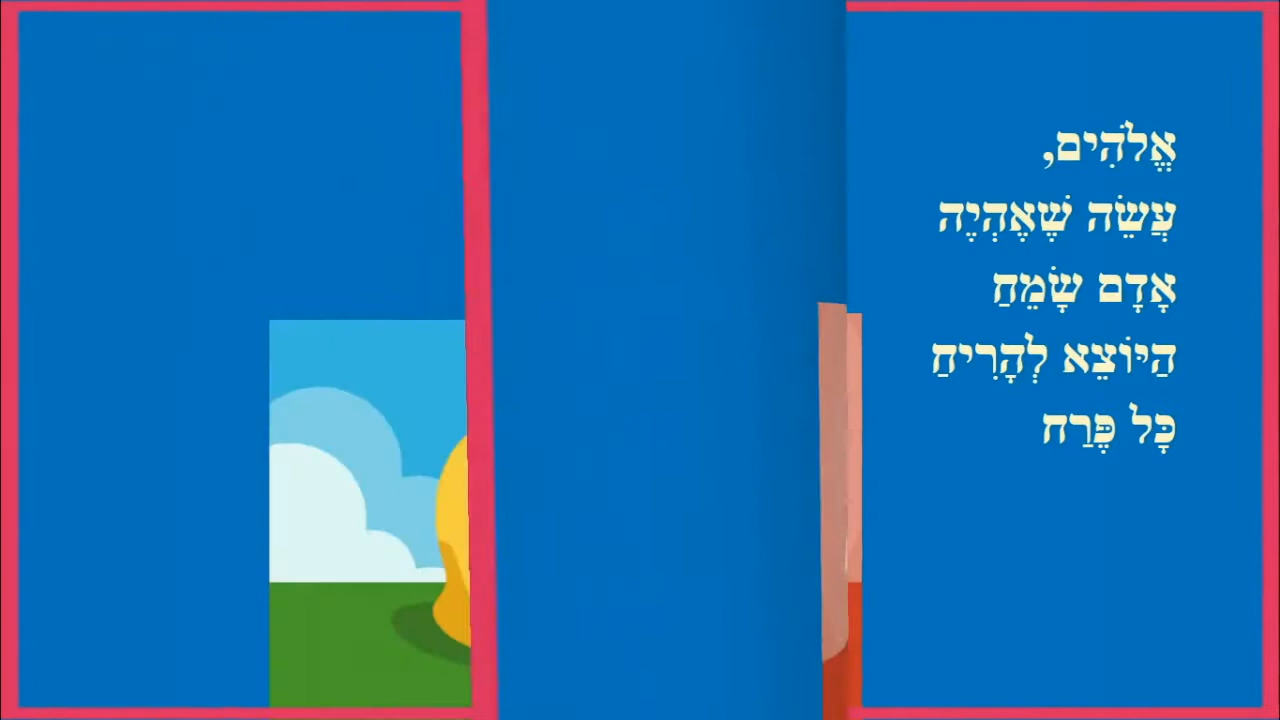 אֱלֹהִים,
עֲשֵׂה שֶׁאֶהְיֶה
אָדָם שָׂמֵחַ
הַיּוֹצֵא לְהָרִיחַ
כָּל פֶּרַח